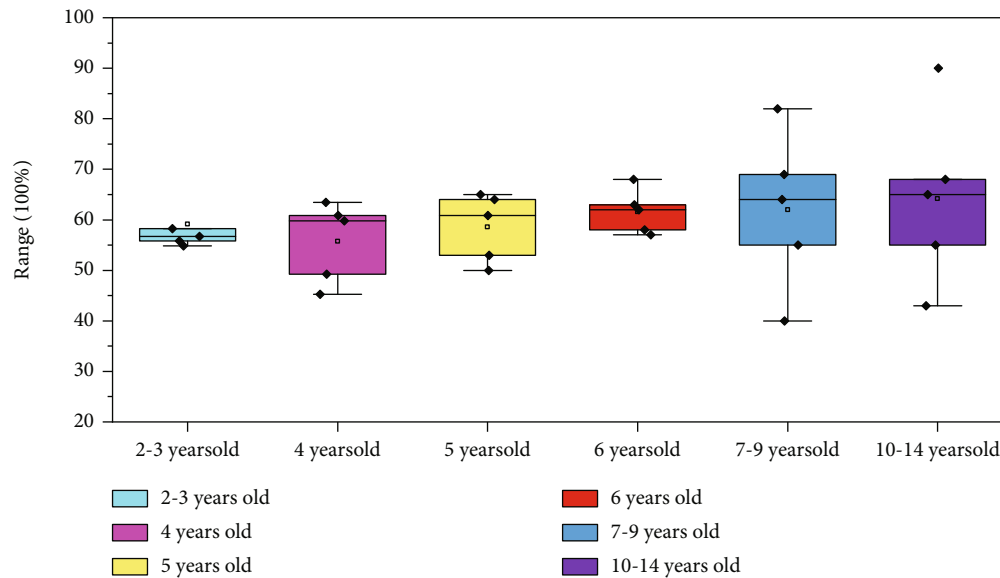 100
90
80
70
60
50
40
30
20
Range (100%)
2-3 yearsold
4 yearsold
5 yearsold
6 yearsold
7-9 yearsold
10-14 yearsold
2-3 years old
4 years old
5 years old
6 years old
7-9 years old
10-14 years old